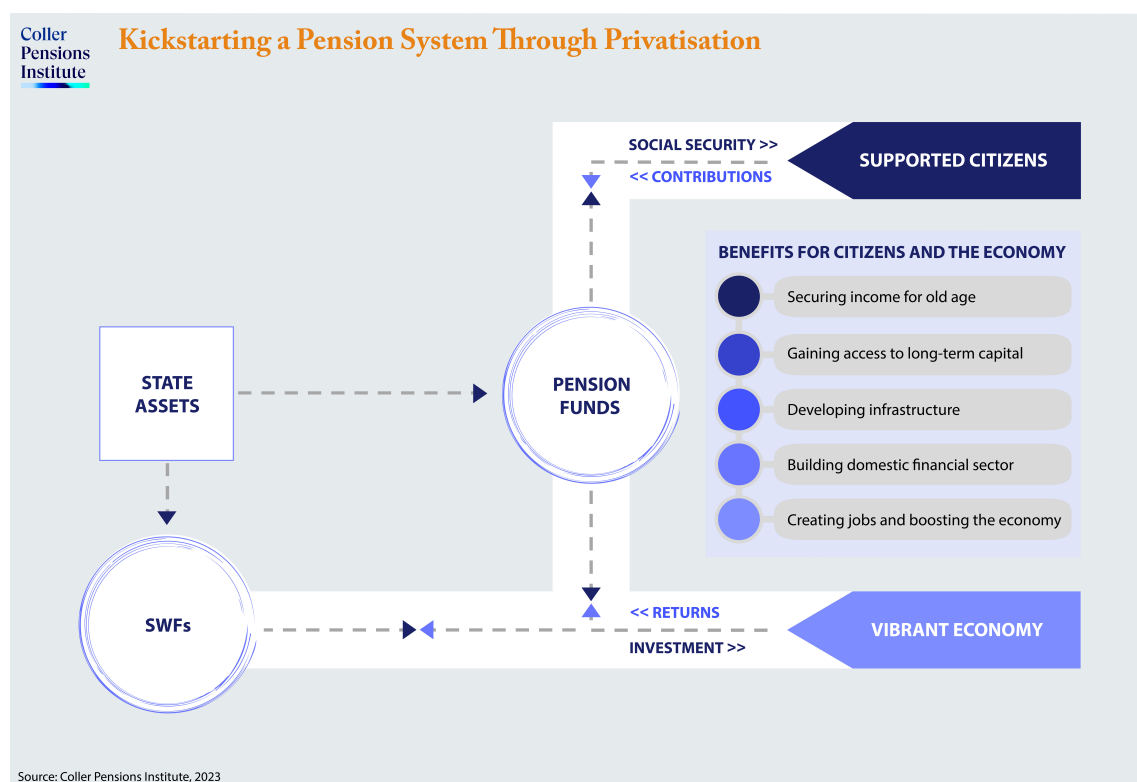 Coller
Pensions
Institute
Kickstarting a Pension System Through Privatisation
SOCIAL SECURITY >>
<< CONTRIBUTIONS
SUPPORTED CITIZENS
BENEFITS FOR CITIZENS AND THE ECONOMY
Securing income for old age
Gaining access to long-term capital
Developing infrastructure
Building domestic financial sector
Creating jobs and boosting the economy
STATE
ASSETS
PENSION
FUNDS
SWFs
<< RETURNS
INVESTMENT >>
VIBRANT ECONOMY
Source: Coller Pensions Institute, 2023